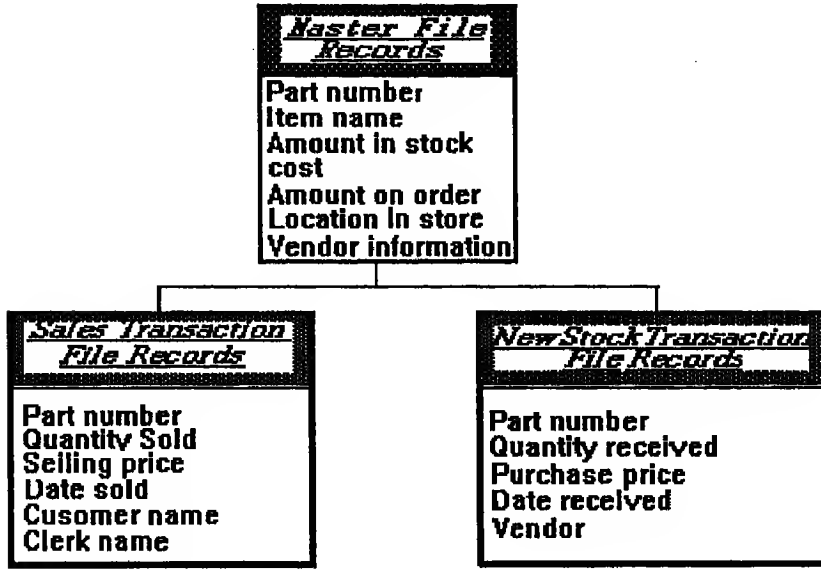 Master File
Records
Part number
Item name
Amount in stock
cost
Amount on order
Location In store
Vendor information
Sales Transaction
File Records
Part number
Quantity Sold
Selling price
Date sold
Cusomer name
Clerk name
New Stock Transaction
File Records
Part number
Quantity received
Purchase price
Date received
Vendor